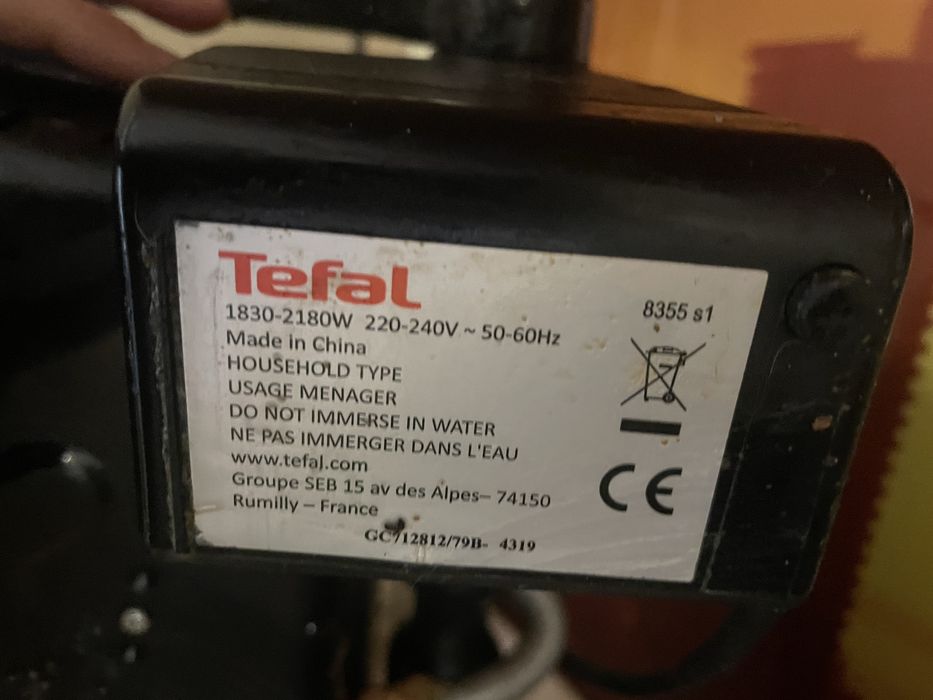 Tefal
1830-2180W 220-240V ~ 50-60Hz
8355 s1
Made in China
HOUSEHOLD TYPE
USAGE MENAGER
DO NOT IMMERSE IN WATER
NE PAS IMMERGER DANS L'EAU
www.tefal.com
Groupe SEB 15 av des Alpes– 74150
Rumilly – France
CE
GC712812/79B- 4319